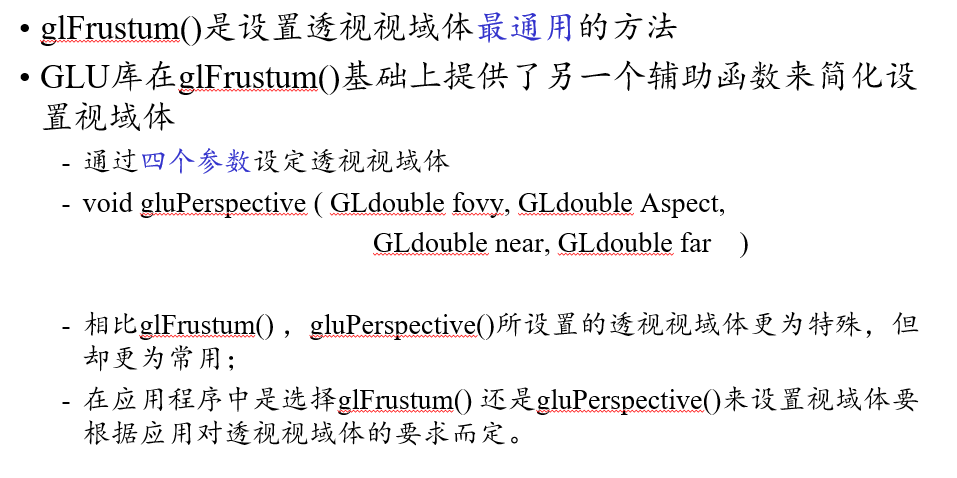 • glFrustum()是设置透视视域体最通用的方法
• GLU库在glFrustum()基础上提供了另一个辅助函数来简化设
置视域体
- 通过四个参数设定透视视域体
- void gluPerspective ( GLdouble fovy, GLdouble Aspect,
GLdouble near, GLdouble far )
- 相比glFrustum() ，gluPerspective()所设置的透视视域体更为特殊，但
却更为常用；
- 在应用程序中是选择glFrustum() 还是gluPerspective()来设置视域体要
根据应用对透视视域体的要求而定。